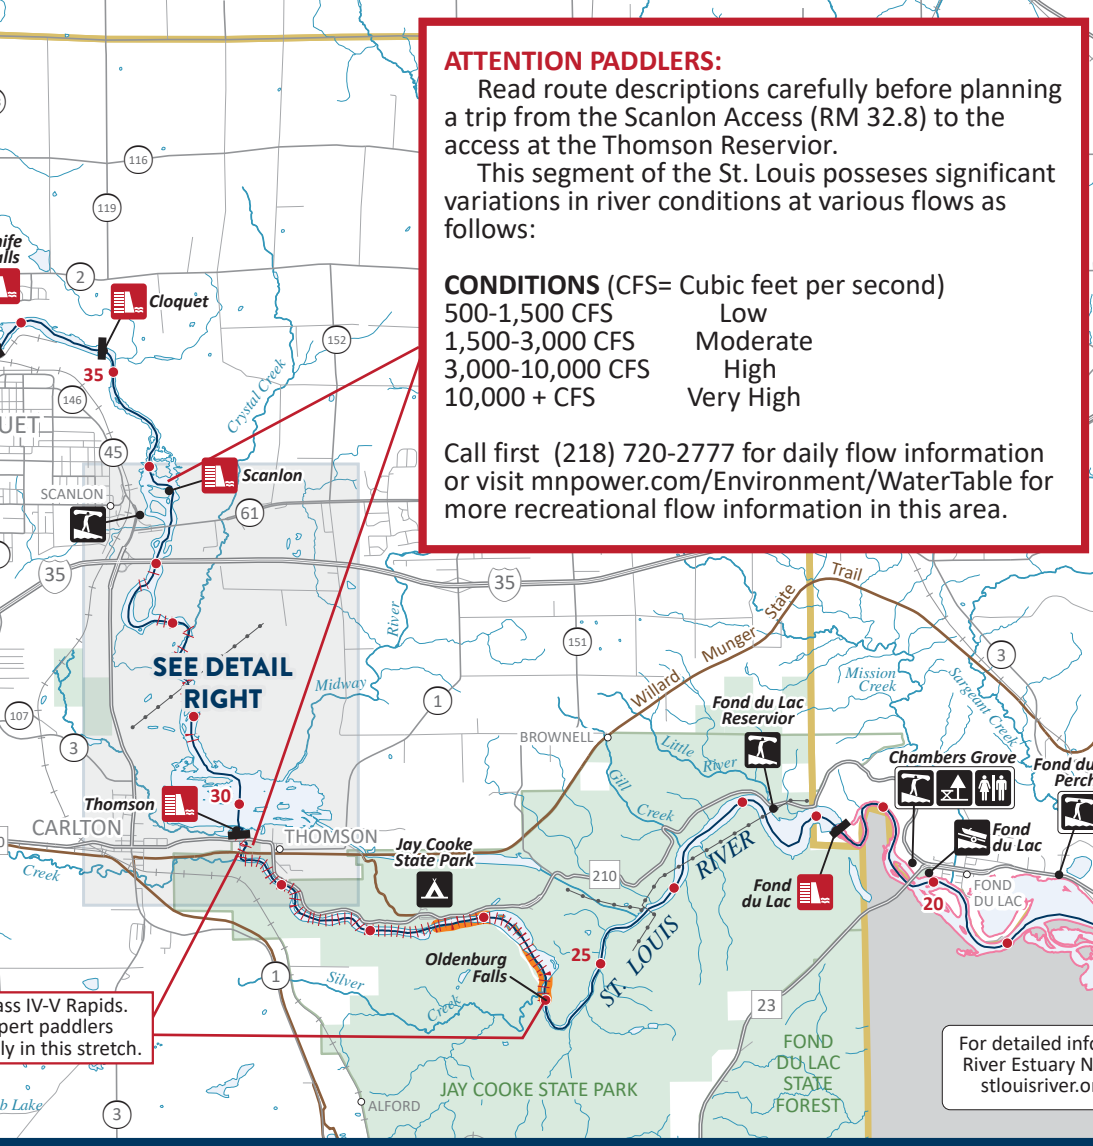 ATTENTION PADDLERS:
Read route descriptions carefully before planning
a trip from the Scanlon Access (RM 32.8) to the
access at the Thomson Reservior.
This segment of the St. Louis posseses significant
variations in river conditions at various flows as
follows:
CONDITIONS (CFS= Cubic feet per second)
500-1,500 CFS Low
1,500-3,000 CFS Moderate
3,000-10,000 CFS High
10,000 + CFS Very High
Call first (218) 720-2777 for daily flow information
or visit mnpower.com/Environment/WaterTable for
more recreational flow information in this area.
116
119
2
Cloquet
152
35
146
Crystal Creek
45
Scanlon
SCANLON
61
35
35
River
151
Trail
State
Munger
Willard
3
SEE DETAIL
RIGHT
Midway
1
107
3
Mission
Creek
Sargeant Creek
Fond du Lac
Reservior
BROWNELL
Little
River
Gill
Creek
Chambers Grove
Fond du
Perch
Thomson
30
CARLTON
THOMSON
Jay Cooke
State Park
Creek
210
RIVER
Fond
du Lac
Fond
du Lac
FOND
DU LAC
20
Oldenburg
Falls
25
ST. LOUIS
1
Silver
Creek
23
Class IV-V Rapids.
pert paddlers
ly in this stretch.
FOND
DU LAC
STATE
FOREST
JAY COOKE STATE PARK
For detailed info
River Estuary N
stlouisriver.o
Lake
3
ALFORD